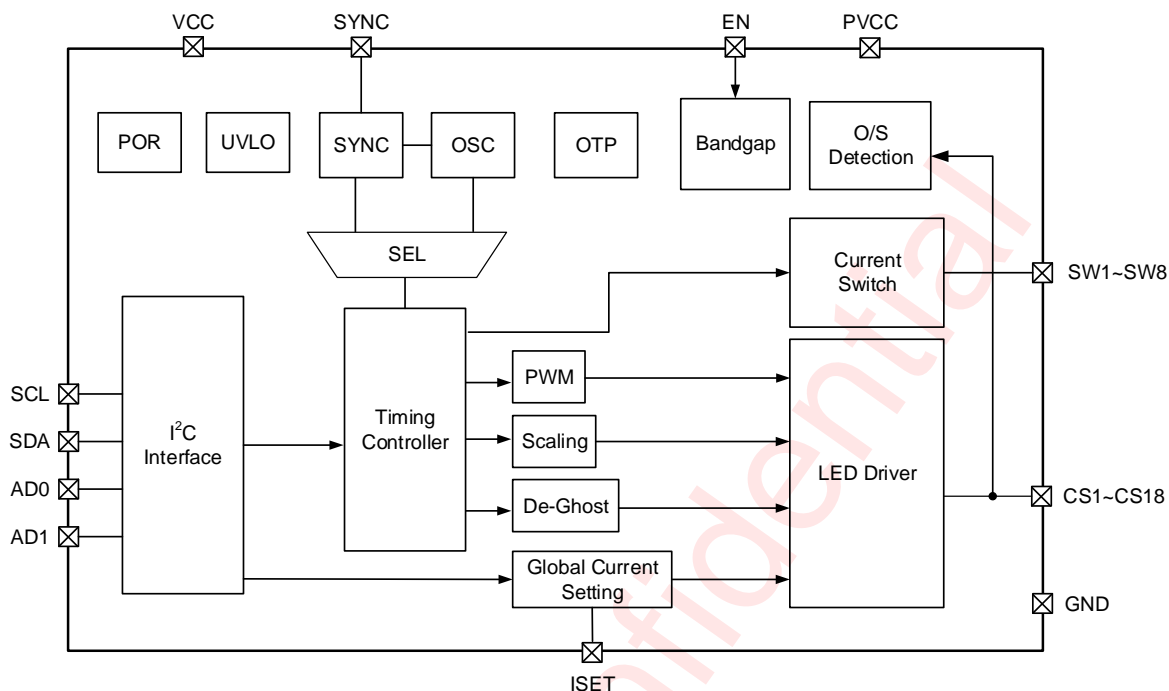 VCC
SYNC
EN
PVCC
POR
UVLO
SYNC
OSC
OTP
Bandgap
O/S
Detection
SEL
Current
Switch
SW1~SW8
SCL
SDA
AD0
AD1
I²C
Interface
Timing
Controller
PWM
Scaling
De-Ghost
Global Current
Setting
LED Driver
CS1~CS18
GND
ISET
nfidential